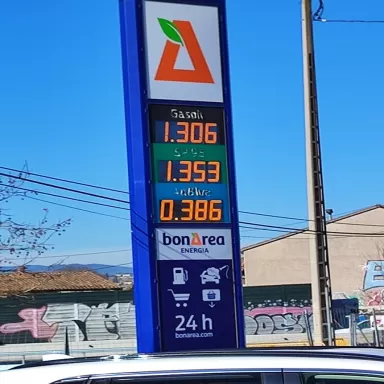 Gasoil
1.306
1.353
AdBlue
0.386
bonÀrea
ENERGIA
24 h
bonarea.com